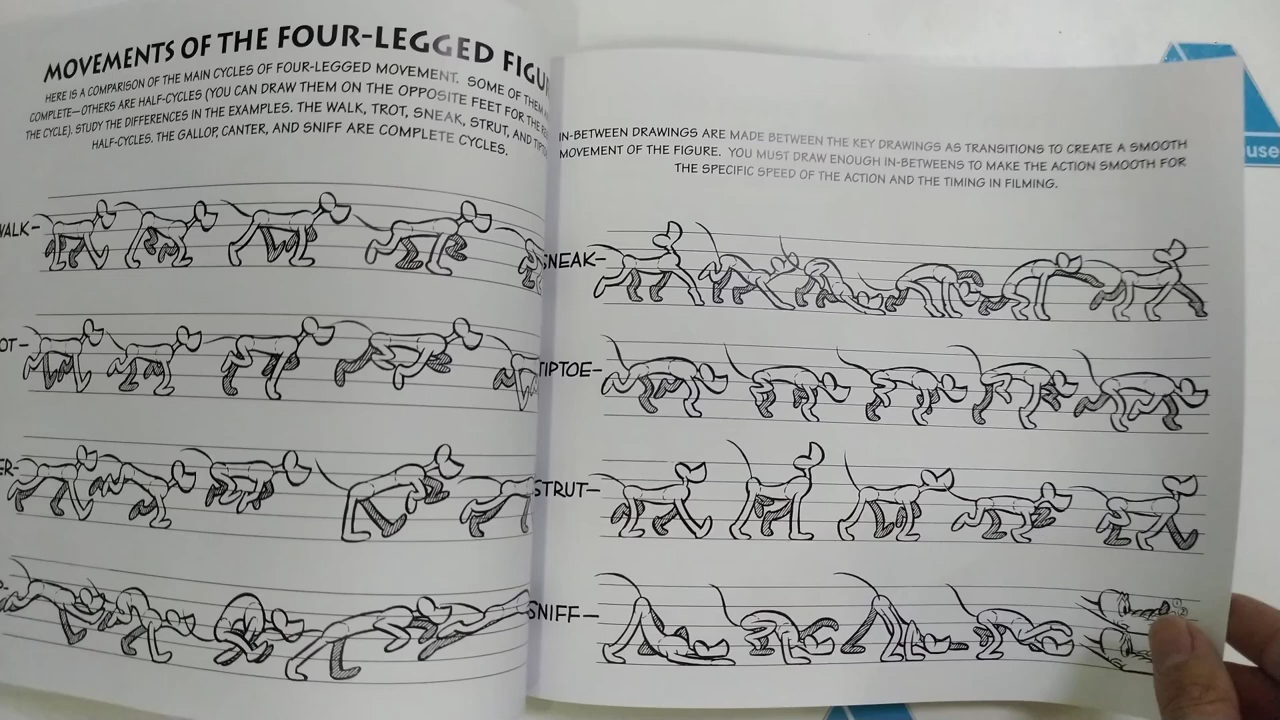 MOVEMENTS OF THE FOUR-LEGGED FIGU
HERE IS A COMPARISON OF THE MAIN CYCLES OF FOUR-LEGGED MOVEMENT. SOME OF THEM
COMPLETE—OTHERS ARE HALF-CYCLES (YOU CAN DRAW THEM ON THE OPPOSITE FEET FOR THE
THE CYCLE). STUDY THE DIFFERENCES IN THE EXAMPLES. THE WALK, TROT, SNEAK, STRUT, AND TIPTO
HALF-CYCLES. THE GALLOP, CANTER, AND SNIFF ARE COMPLETE CYCLES.
WALK—
OT—
ER—
IN-BETWEEN DRAWINGS ARE MADE BETWEEN THE KEY DRAWINGS AS TRANSITIONS TO CREATE A SMOOTH
MOVEMENT OF THE FIGURE. YOU MUST DRAW ENOUGH IN-BETWEENS TO MAKE THE ACTION SMOOTH FOR
THE SPECIFIC SPEED OF THE ACTION AND THE TIMING IN FILMING.
SNEAK—
TIPTOE—
STRUT—
SNIFF—
use